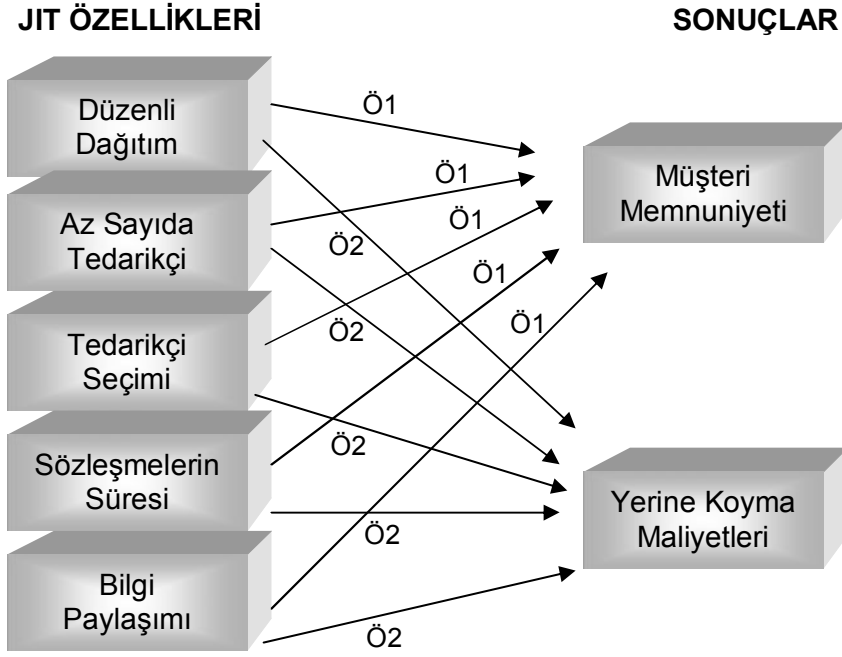 JIT ÖZELLİKLERİ
SONUÇLAR
Düzenli
Dağıtım
Az Sayıda
Tedarikçi
Tedarikçi
Seçimi
Sözleşmelerin
Süresi
Bilgi
Paylaşımı
Ö1
Ö1
Ö1
Ö2
Ö1
Ö1
Ö2
Ö2
Ö2
Ö2
Müşteri
Memnuniyeti
Yerine Koyma
Maliyetleri